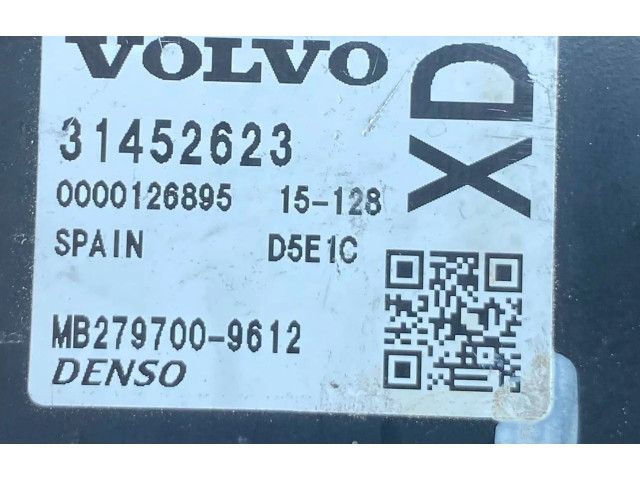 VOLVO
31452623
0000126895 15-128
SPAIN D5E1C
MB279700-9612
DENSO
XD